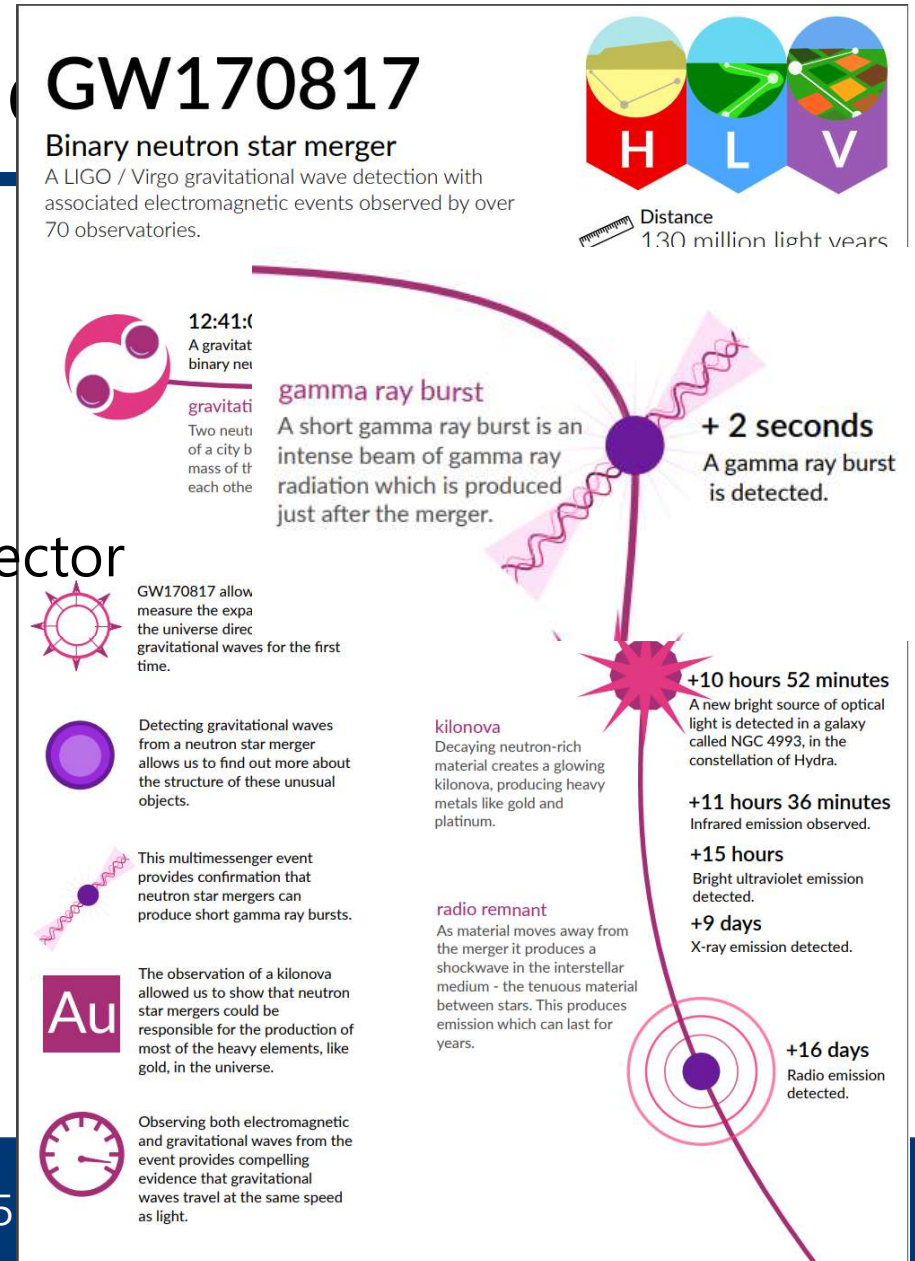 GW170817
Binary neutron star merger
A LIGO / Virgo gravitational wave detection with
associated electromagnetic events observed by over
70 observatories.
H L V
Distance
130 million light years
12:41:0
A gravitat
binary neu
gravitati
Two neutr
of a city b
mass of th
each othe
gamma ray burst
A short gamma ray burst is an
intense beam of gamma ray
radiation which is produced
just after the merger.
+ 2 seconds
A gamma ray burst
is detected.
ector
GW170817 allow
measure the expa
the universe direc
gravitational waves for the first
time.
Detecting gravitational waves
from a neutron star merger
allows us to find out more about
the structure of these unusual
objects.
This multimessenger event
provides confirmation that
neutron star mergers can
produce short gamma ray bursts.
Au
The observation of a kilonova
allowed us to show that neutron
star mergers could be
responsible for the production of
most of the heavy elements, like
gold, in the universe.
Observing both electromagnetic
and gravitational waves from the
event provides compelling
evidence that gravitational
waves travel at the same speed
as light.
kilonova
Decaying neutron-rich
material creates a glowing
kilonova, producing heavy
metals like gold and
platinum.
radio remnant
As material moves away from
the merger it produces a
shockwave in the interstellar
medium - the tenuous material
between stars. This produces
emission which can last for
years.
+10 hours 52 minutes
A new bright source of optical
light is detected in a galaxy
called NGC 4993, in the
constellation of Hydra.
+11 hours 36 minutes
Infrared emission observed.
+15 hours
Bright ultraviolet emission
detected.
+9 days
X-ray emission detected.
+16 days
Radio emission
detected.
5